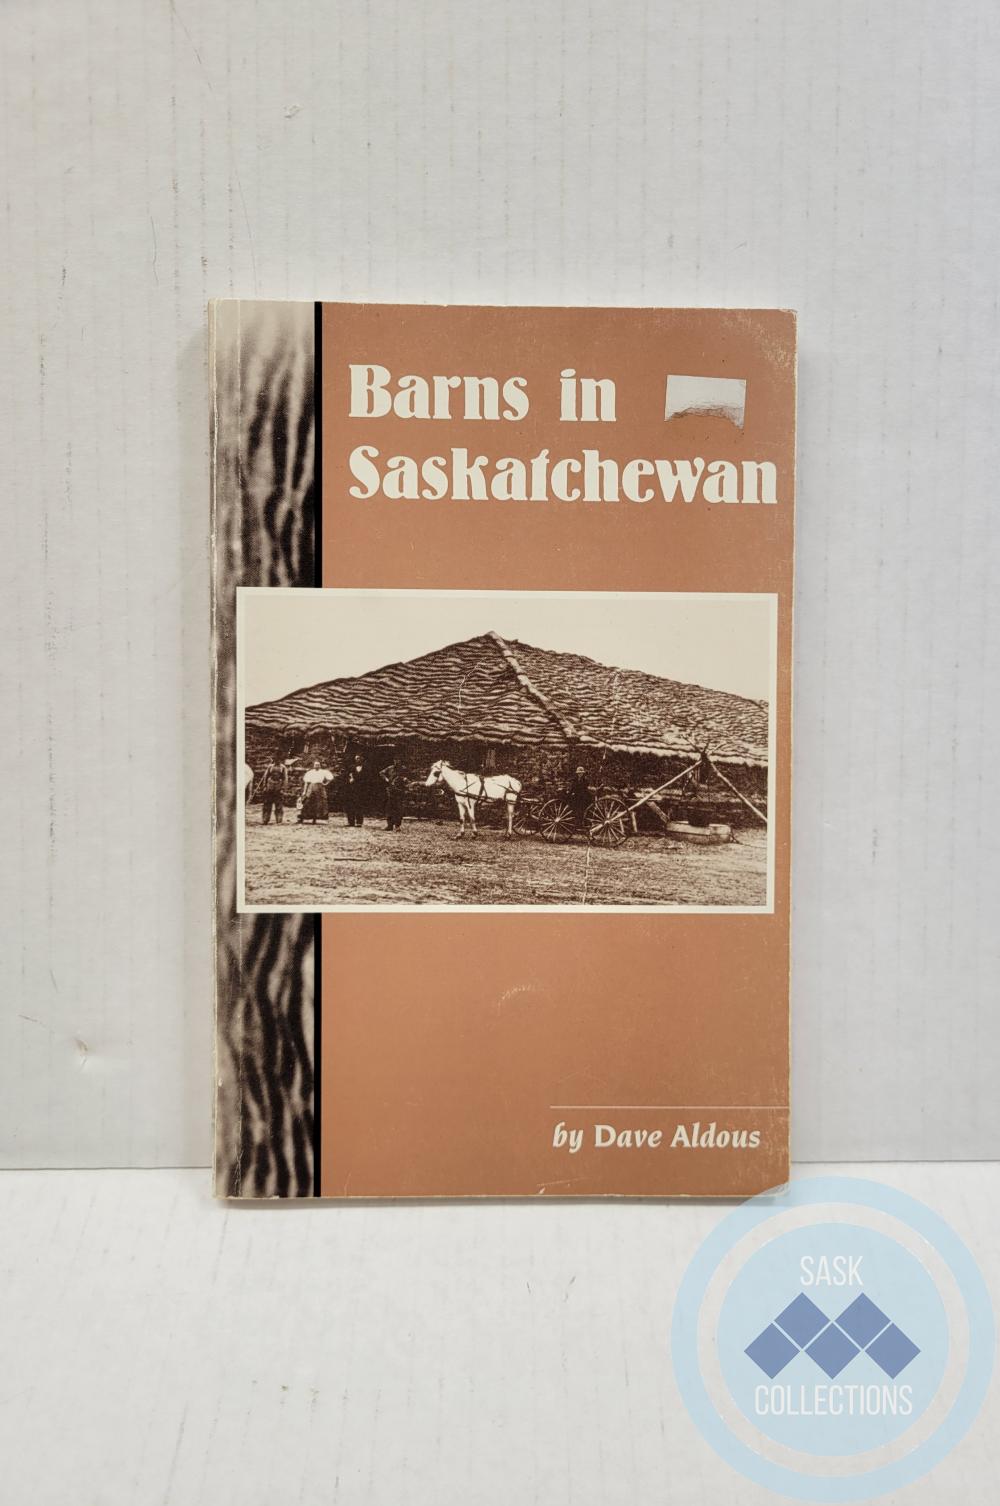 Barns in
Saskatchewan
by Dave Aldous
SASK
COLLECTIONS